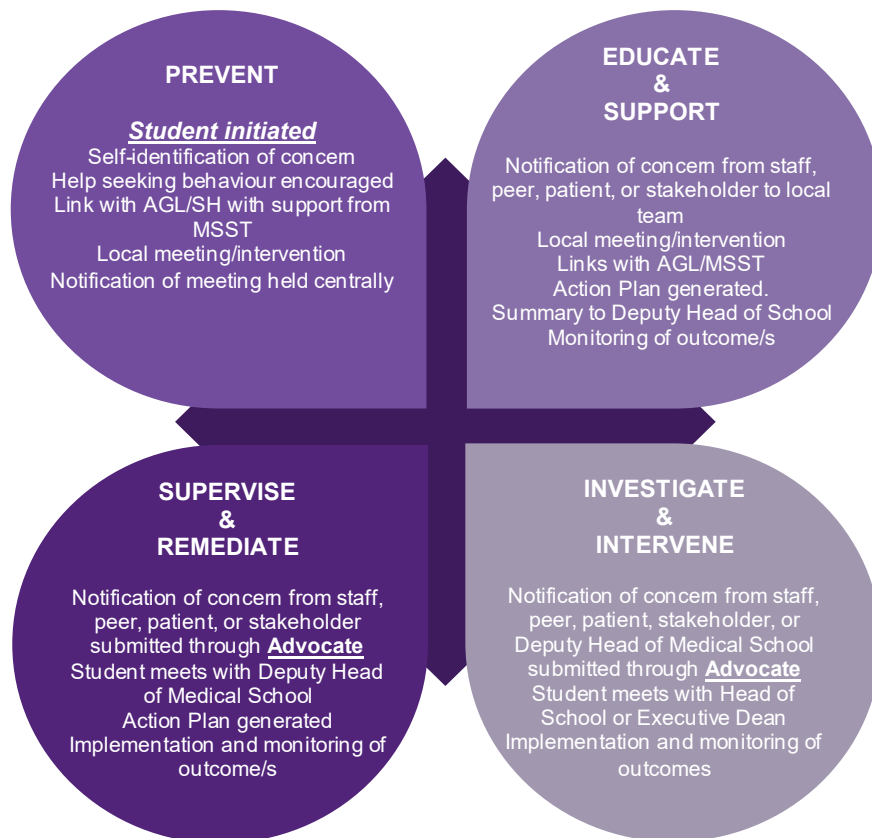 PREVENT
Student initiated
Self-identification of concern
Help seeking behaviour encouraged
Link with AGL/SH with support from
MSST
Local meeting/intervention
Notification of meeting held centrally
EDUCATE
&
SUPPORT
Notification of concern from staff,
peer, patient, or stakeholder to local
team
Local meeting/intervention
Links with AGL/MSST
Action Plan generated.
Summary to Deputy Head of School
Monitoring of outcome/s
SUPERVISE
&
REMEDIATE
Notification of concern from staff,
peer, patient, or stakeholder
submitted through Advocate
Student meets with Deputy Head
of Medical School
Action Plan generated
Implementation and monitoring of
outcome/s
INVESTIGATE
&
INTERVENE
Notification of concern from staff,
peer, patient, stakeholder, or
Deputy Head of Medical School
submitted through Advocate
Student meets with Head of
School or Executive Dean
Implementation and monitoring of
outcomes